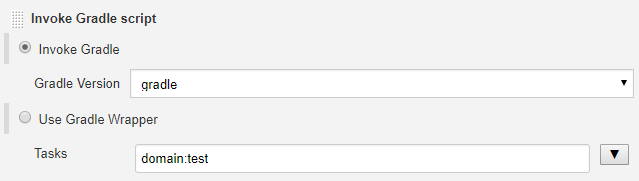 Invoke Gradle script
Invoke Gradle
Gradle Version gradle
Use Gradle Wrapper
Tasks domain:test